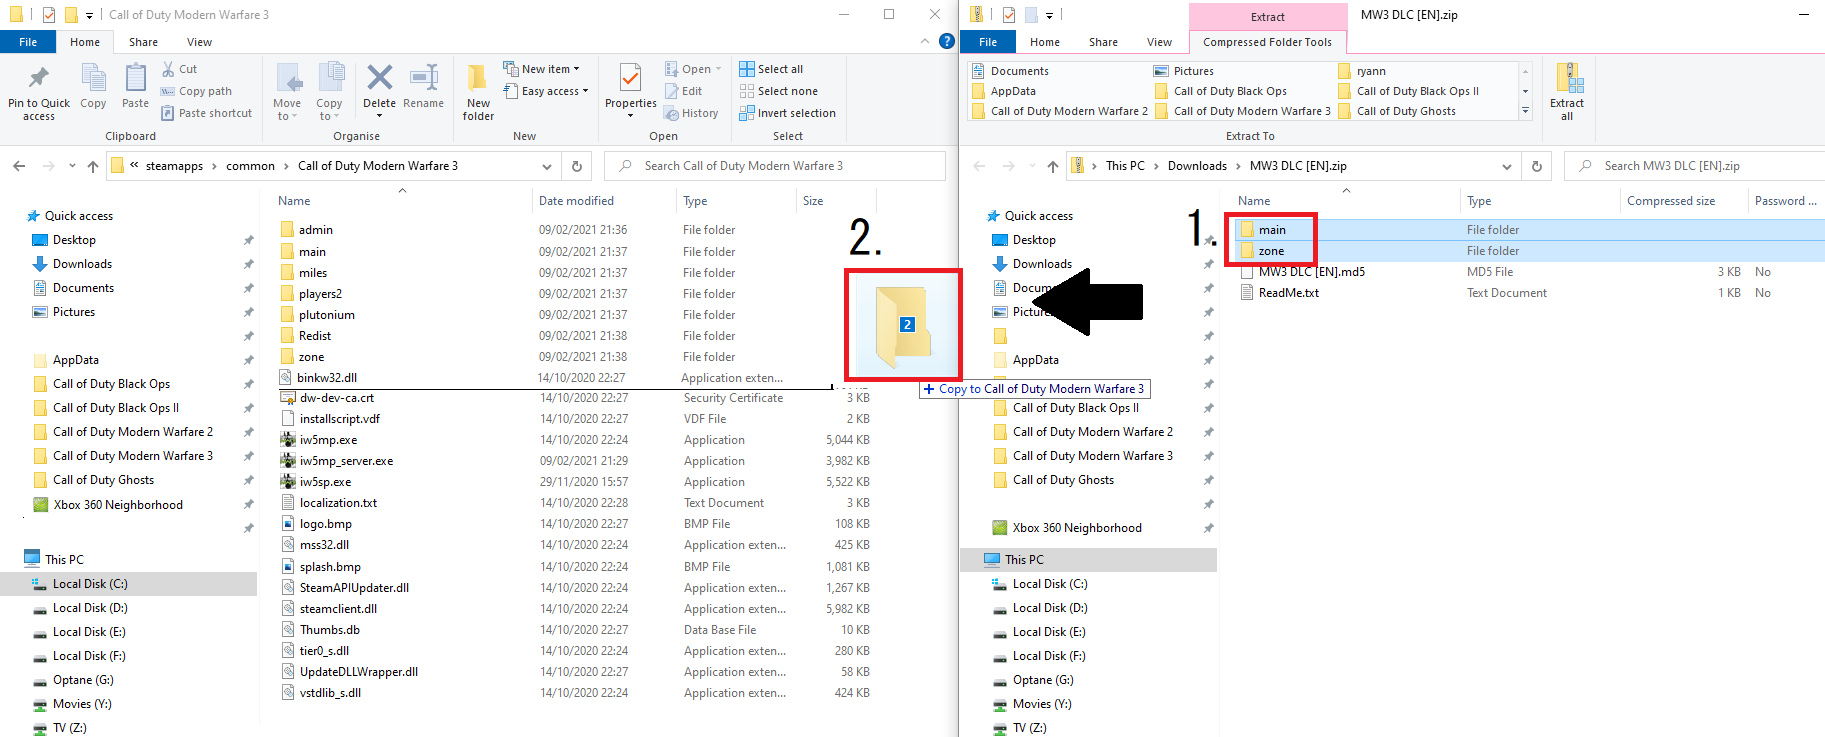 Call of Duty Modern Warfare 3
File Home Share View
Pin to Quick access
Copy
Paste
Cut
Copy path
Paste shortcut
Clipboard
Move to
Copy to
Delete
Rename
Organise
New folder
New item
Easy access
New
Properties
Open
Edit
History
Open
Select all
Select none
Invert selection
Select
« steamapps > common > Call of Duty Modern Warfare 3
Search Call of Duty Modern Warfare 3
Quick access
Desktop
Downloads
Documents
Pictures
AppData
Call of Duty Black Ops
Call of Duty Black Ops II
Call of Duty Modern Warfare 2
Call of Duty Modern Warfare 3
Call of Duty Ghosts
Xbox 360 Neighborhood
This PC
Local Disk (C:)
Local Disk (D:)
Local Disk (E:)
Local Disk (F:)
Optane (G:)
Movies (Y:)
TV (Z:)
Name Date modified Type Size
admin 09/02/2021 21:36 File folder
main 09/02/2021 21:37 File folder
miles 09/02/2021 21:37 File folder
players2 09/02/2021 21:37 File folder
plutonium 09/02/2021 21:37 File folder
Redist 09/02/2021 21:38 File folder
zone 09/02/2021 21:38 File folder
binkw32.dll 14/10/2020 22:27 Application exten...
dw-dev-ca.crt 14/10/2020 22:27 Security Certificate 3 KB
installscript.vdf 14/10/2020 22:27 VDF File 2 KB
iw5mp.exe 14/10/2020 22:24 Application 5,044 KB
iw5mp_server.exe 09/02/2021 21:29 Application 3,982 KB
iw5sp.exe 29/11/2020 15:57 Application 5,522 KB
localization.txt 14/10/2020 22:28 Text Document 3 KB
logo.bmp 14/10/2020 22:27 BMP File 108 KB
mss32.dll 14/10/2020 22:24 Application exten... 425 KB
splash.bmp 14/10/2020 22:24 BMP File 1,081 KB
SteamAPIUpdater.dll 14/10/2020 22:24 Application exten... 1,267 KB
steamclient.dll 14/10/2020 22:24 Application exten... 5,982 KB
Thumbs.db 14/10/2020 22:27 Data Base File 10 KB
tier0_s.dll 14/10/2020 22:24 Application exten... 280 KB
UpdateDLLWrapper.dll 14/10/2020 22:27 Application exten... 58 KB
vstdlib_s.dll 14/10/2020 22:24 Application exten... 424 KB
2.
2
+ Copy to Call of Duty Modern Warfare 3
Extract
MW3 DLC [EN].zip
File Home Share View Compressed Folder Tools
Documents
AppData
Call of Duty Modern Warfare 2
Pictures
Call of Duty Black Ops
Call of Duty Modern Warfare 3
ryann
Call of Duty Black Ops II
Call of Duty Ghosts
Extract To
Extract all
This PC > Downloads > MW3 DLC [EN].zip
Search MW3 DLC [EN].zip
Quick access
Desktop
Downloads
AppData
Call of Duty Black Ops II
Call of Duty Modern Warfare 2
Call of Duty Modern Warfare 3
Call of Duty Ghosts
Xbox 360 Neighborhood
This PC
Local Disk (C:)
Local Disk (D:)
Local Disk (E:)
Local Disk (F:)
Optane (G:)
Movies (Y:)
TV (Z:)
1.
Name Type Compressed size Password ...
main File folder
zone File folder
MW3 DLC [EN].md5 MD5 File 3 KB No
ReadMe.txt Text Document 1 KB No